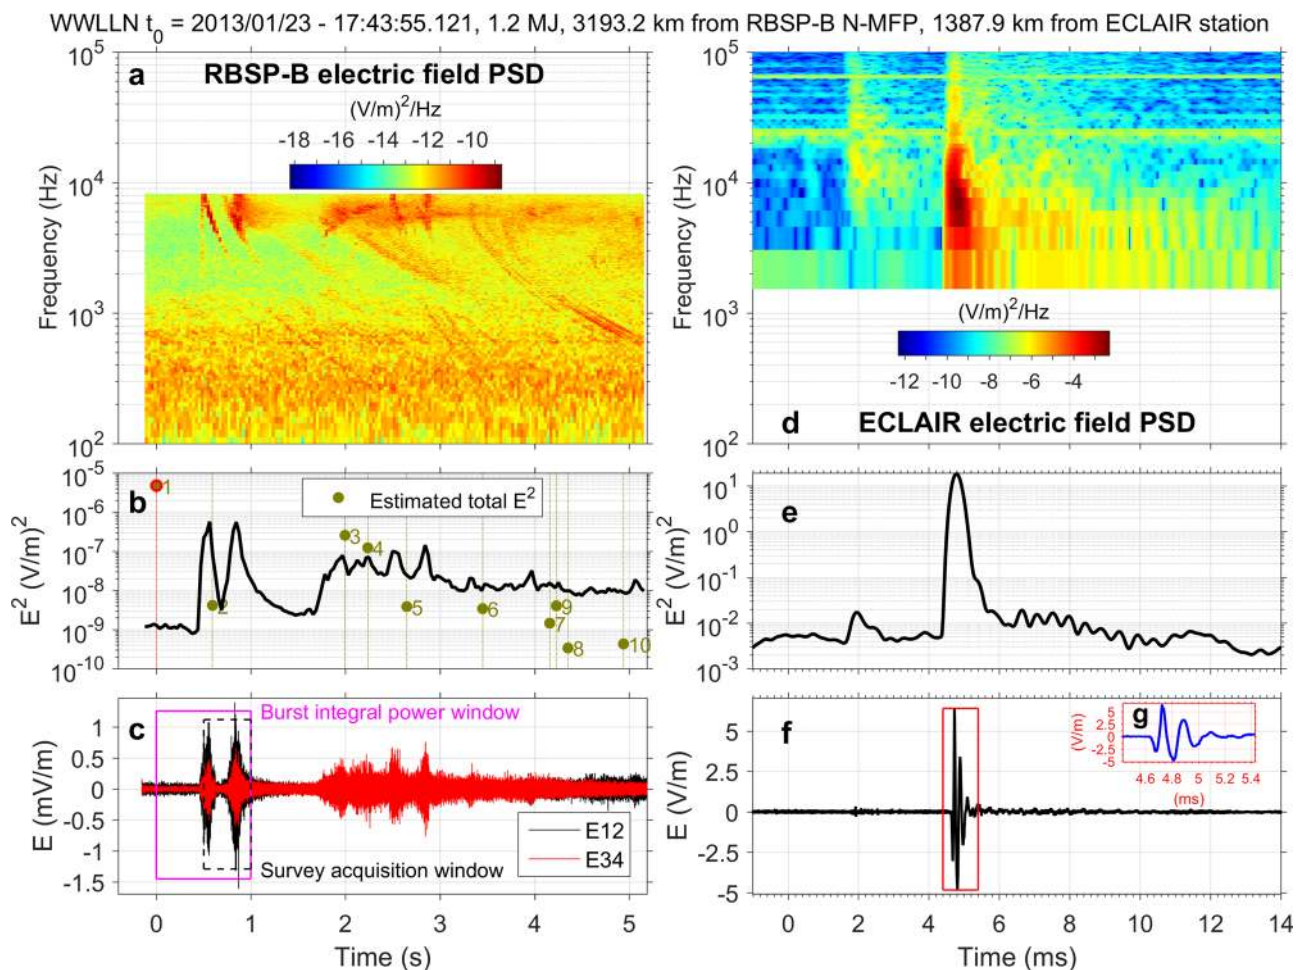 WWLLN t0 = 2013/01/23 - 17:43:55.121, 1.2 MJ, 3193.2 km from RBSP-B N-MFP, 1387.9 km from ECLAIR station
a RBSP-B electric field PSD
(V/m)²/Hz
-18 -16 -14 -12 -10
Frequency (Hz)
10⁵
10⁴
10³
10²
b
Estimated total E²
E² (V/m)²
10⁻⁵
10⁻⁶
10⁻⁷
10⁻⁸
10⁻⁹
10⁻¹⁰
1 2 3 4 5 6 7 8 9 10
c
Burst integral power window
E12
E34
Survey acquisition window
E (mV/m)
1
0.5
0
-0.5
-1
-1.5
0 1 2 3 4 5
Time (s)
Frequency (Hz)
10⁵
10⁴
10³
10²
(V/m)²/Hz
-12 -10 -8 -6 -4
d ECLAIR electric field PSD
e
E² (V/m)²
10¹
10⁰
10⁻¹
10⁻²
10⁻³
f
E (V/m)
5
2.5
0
-2.5
-5
g
(V/m)
5
2.5
0
-2.5
-5
4.6 4.8 5 5.2 5.4
(ms)
0 2 4 6 8 10 12 14
Time (ms)